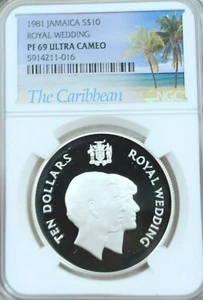 1981 JAMAICA S$10
ROYAL WEDDING
PF 69 ULTRA CAMEO
5914211-016
The Caribbean
NGC
TEN DOLLARS
ROYAL WEDDING